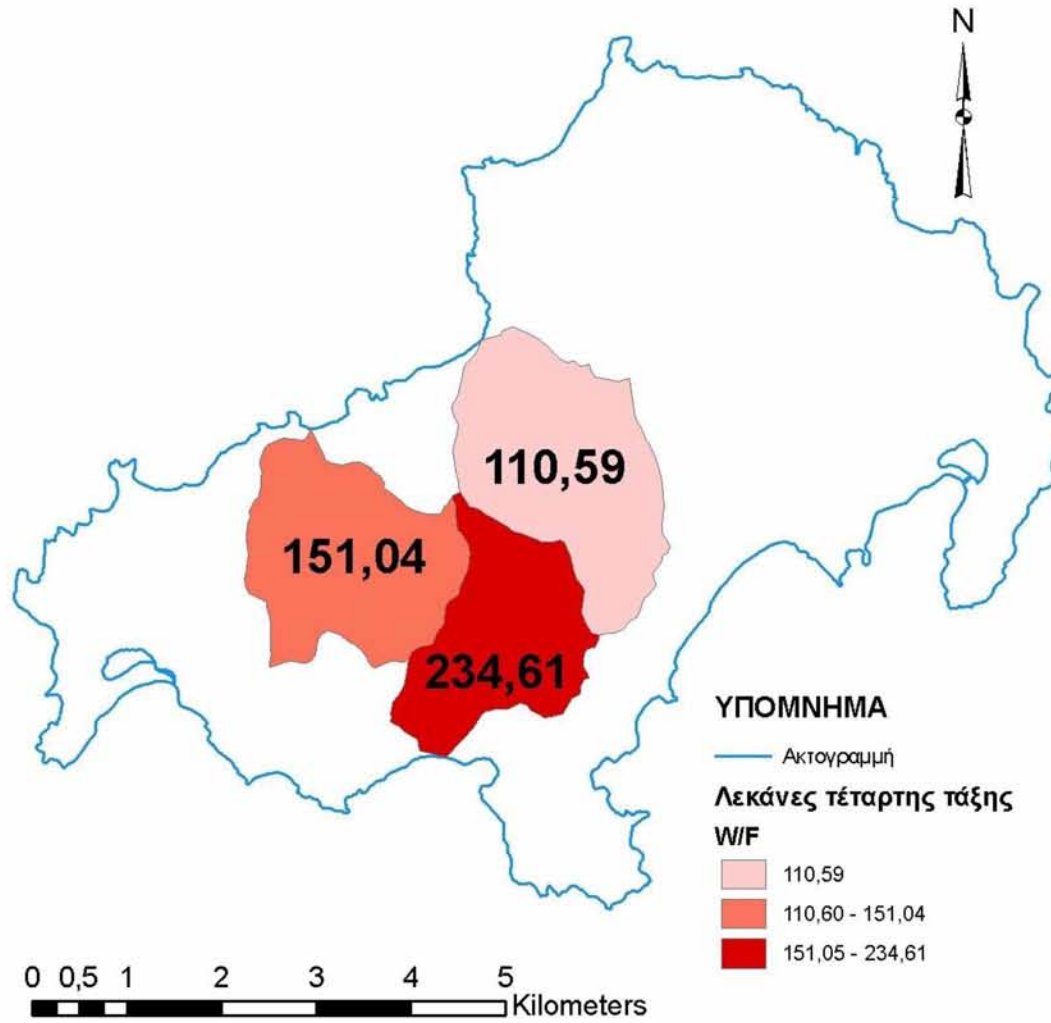 N
110,59
151,04
234,61
ΥΠΟΜΝΗΜΑ
Ακτογραμμή
Λεκάνες τέταρτης τάξης
W/F
110,59
110,60 - 151,04
151,05 - 234,61
0 0,5 1 2 3 4 5
Kilometers